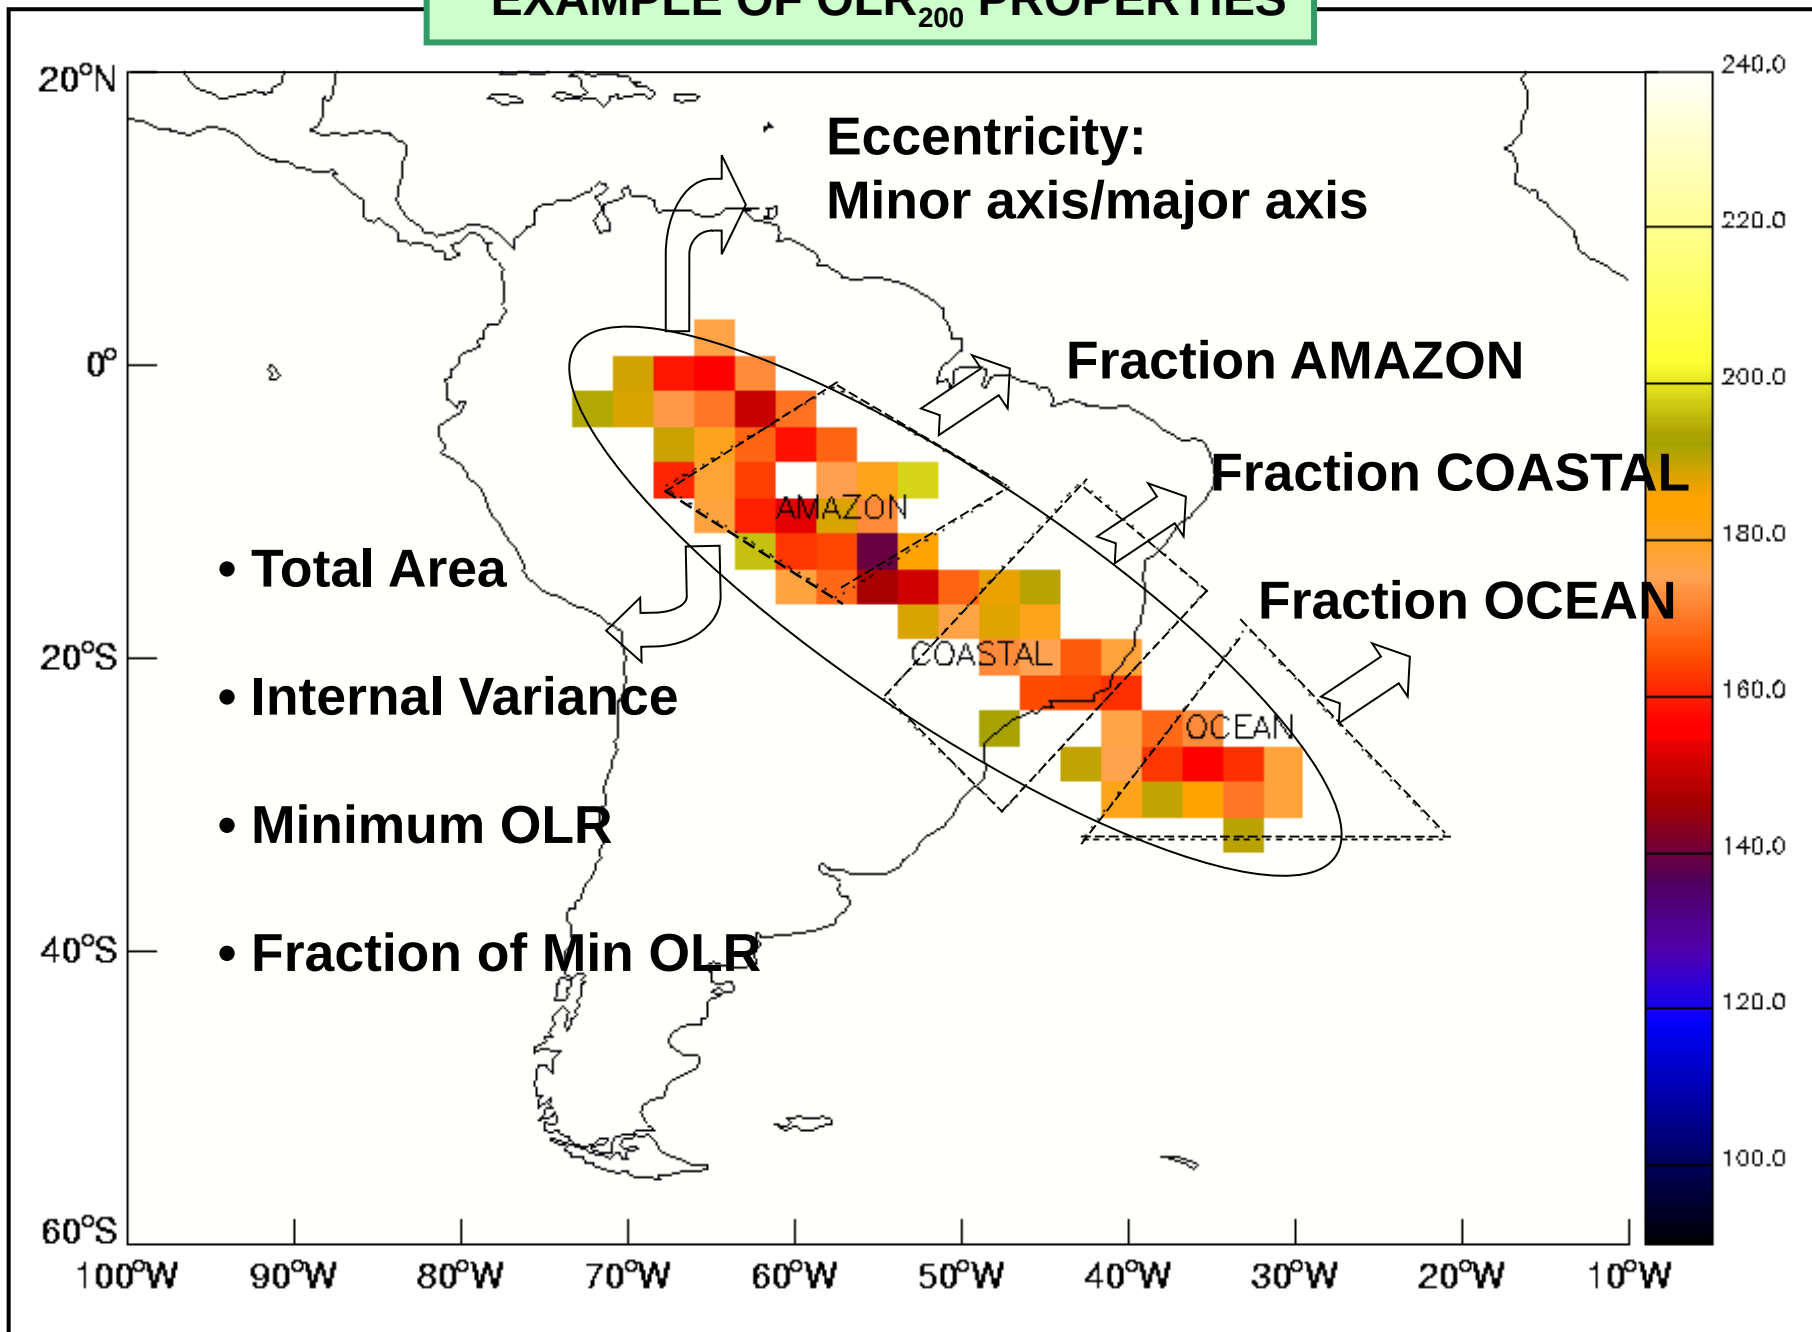 EXAMPLE OF OLR200 PROPERTIES
240.0
20°N
Eccentricity:
Minor axis/major axis
220.0
Fraction AMAZON
0°
200.0
Fraction COASTAL
AMAZON
180.0
• Total Area
Fraction OCEAN
20°S
COASTAL
• Internal Variance
160.0
OCEAN
• Minimum OLR
140.0
40°S
• Fraction of Min OLR
120.0
100.0
60°S
100°W 90°W 80°W 70°W 60°W 50°W 40°W 30°W 20°W 10°W